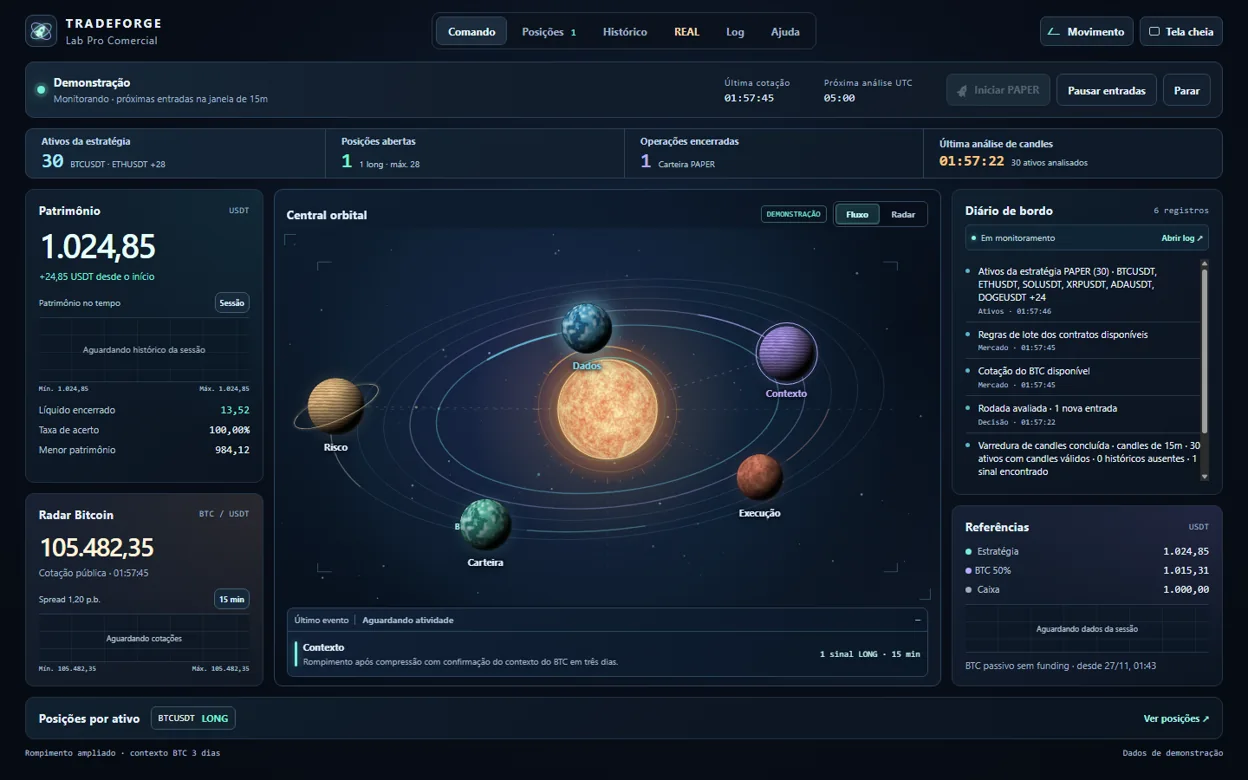 TRADEFORGE
Lab Pro Comercial
Comando
Posições 1
Histórico
REAL
Log
Ajuda
Movimento
Tela cheia
Demonstração
Monitorando · próximas entradas na janela de 15m
Última cotação
01:57:45
Próxima análise UTC
05:00
Iniciar PAPER
Pausar entradas
Parar
Ativos da estratégia
30 BTCUSDT · ETHUSDT +28
Posições abertas
1 1 long · máx. 28
Operações encerradas
1 Carteira PAPER
Última análise de candles
01:57:22 30 ativos analisados
Patrimônio USDT
1.024,85
+24,85 USDT desde o início
Patrimônio no tempo Sessão
Aguardando histórico da sessão
Mín. 1.024,85 Máx. 1.024,85
Líquido encerrado 13,52
Taxa de acerto 100,00%
Menor patrimônio 984,12
Radar Bitcoin BTC / USDT
105.482,35
Cotação pública · 01:57:45
Spread 1,20 p.b. 15 min
Aguardando cotações
Mín. 105.482,35 Máx. 105.482,35
Central orbital
DEMONSTRAÇÃO
Fluxo
Radar
Dados
Contexto
Risco
Execução
B
Carteira
Último evento | Aguardando atividade −
Contexto
Rompimento após compressão com confirmação do contexto do BTC em três dias.
1 sinal LONG · 15 min
Diário de bordo 6 registros
Em monitoramento Abrir log ↗
Ativos da estratégia PAPER (30) · BTCUSDT,
ETHUSDT, SOLUSDT, XRPUSDT, ADAUSDT,
DOGEUSDT +24
Ativos · 01:57:46
Regras de lote dos contratos disponíveis
Mercado · 01:57:45
Cotação do BTC disponível
Mercado · 01:57:45
Rodada avaliada · 1 nova entrada
Decisão · 01:57:22
Varredura de candles concluída · candles de 15m · 30
ativos com candles válidos · 0 históricos ausentes · 1
sinal encontrado
Referências USDT
Estratégia 1.024,85
BTC 50% 1.015,31
Caixa 1.000,00
Aguardando dados da sessão
BTC passivo sem funding · desde 27/11, 01:43
Posições por ativo
BTCUSDT LONG
Ver posições ↗
Rompimento ampliado · contexto BTC 3 dias
Dados de demonstração